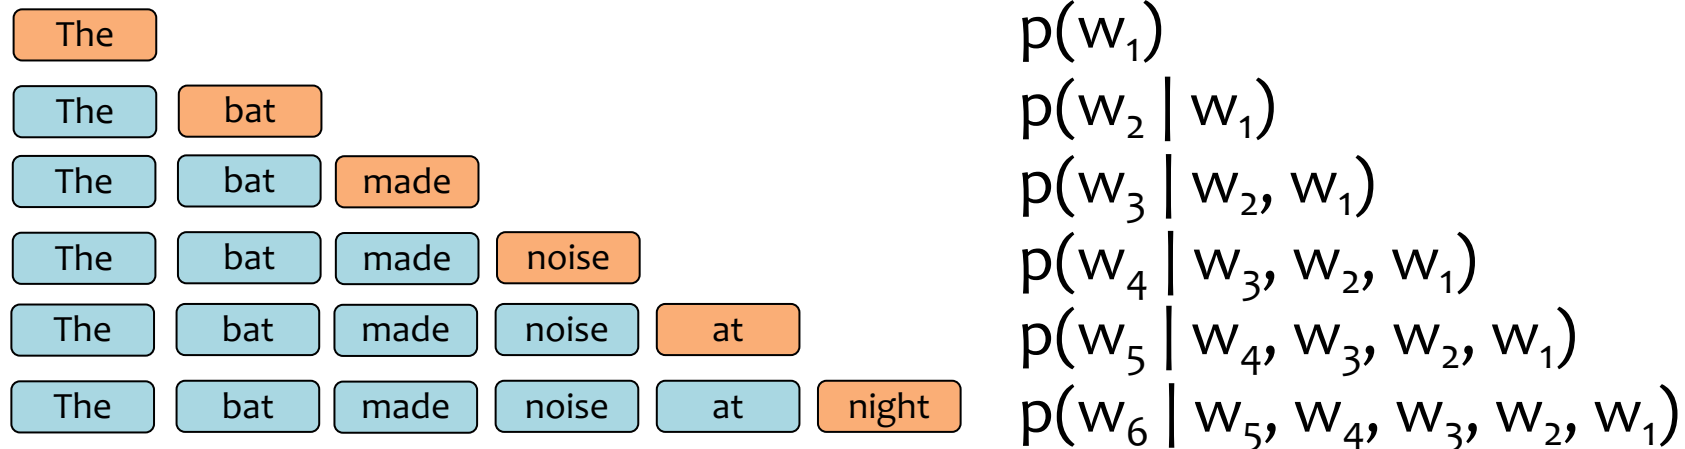 The p(w₁)
The bat p(w₂ | w₁)
The bat made p(w₃ | w₂, w₁)
The bat made noise p(w₄ | w₃, w₂, w₁)
The bat made noise at p(w₅ | w₄, w₃, w₂, w₁)
The bat made noise at night p(w₆ | w₅, w₄, w₃, w₂, w₁)